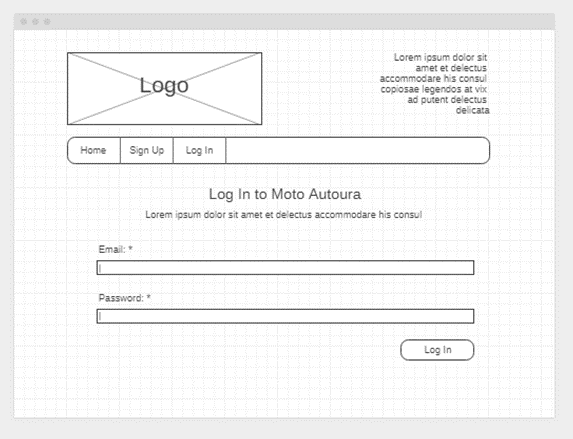 Logo
Lorem ipsum dolor sit
amet et delectus
accommodare his consul
copiosae legendos at vix
ad putent delectus
delicata
Home Sign Up Log In
Log In to Moto Autoura
Lorem ipsum dolor sit amet et delectus accommodare his consul
Email: *
Password: *
Log In